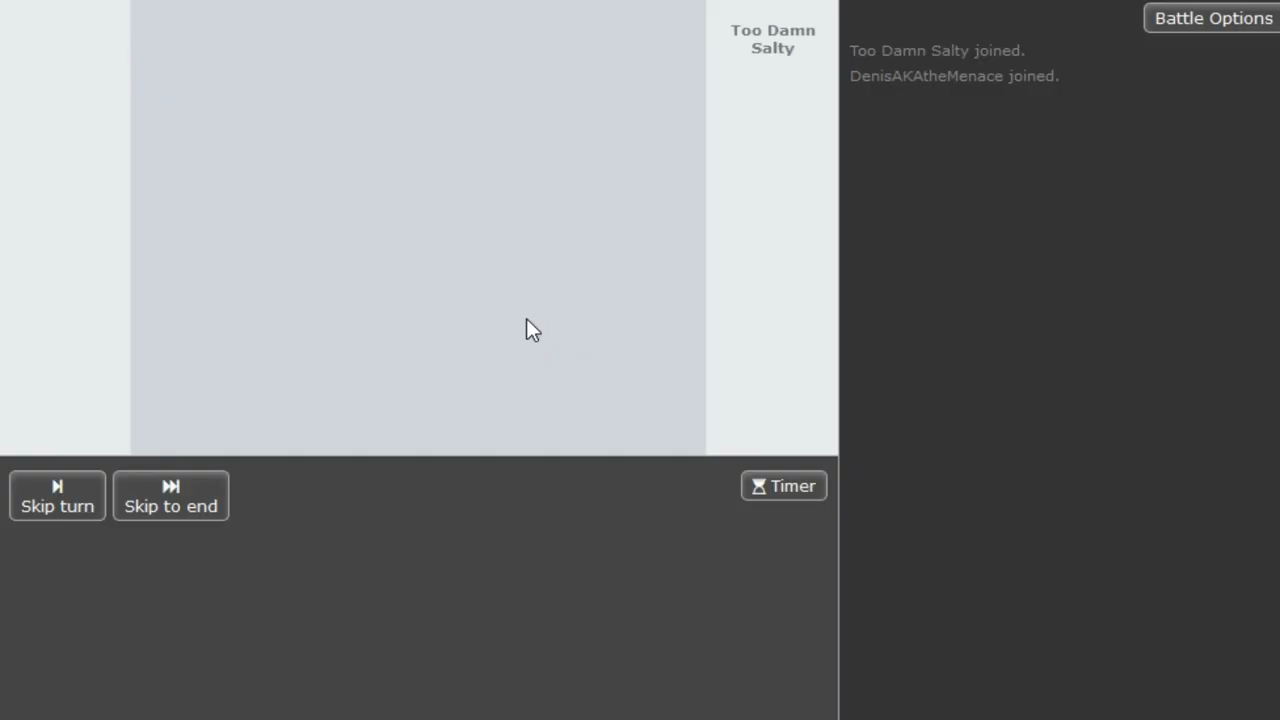 Too Damn
Salty
Battle Options
Too Damn Salty joined.
DenisAKAtheMenace joined.
Skip turn
Skip to end
Timer